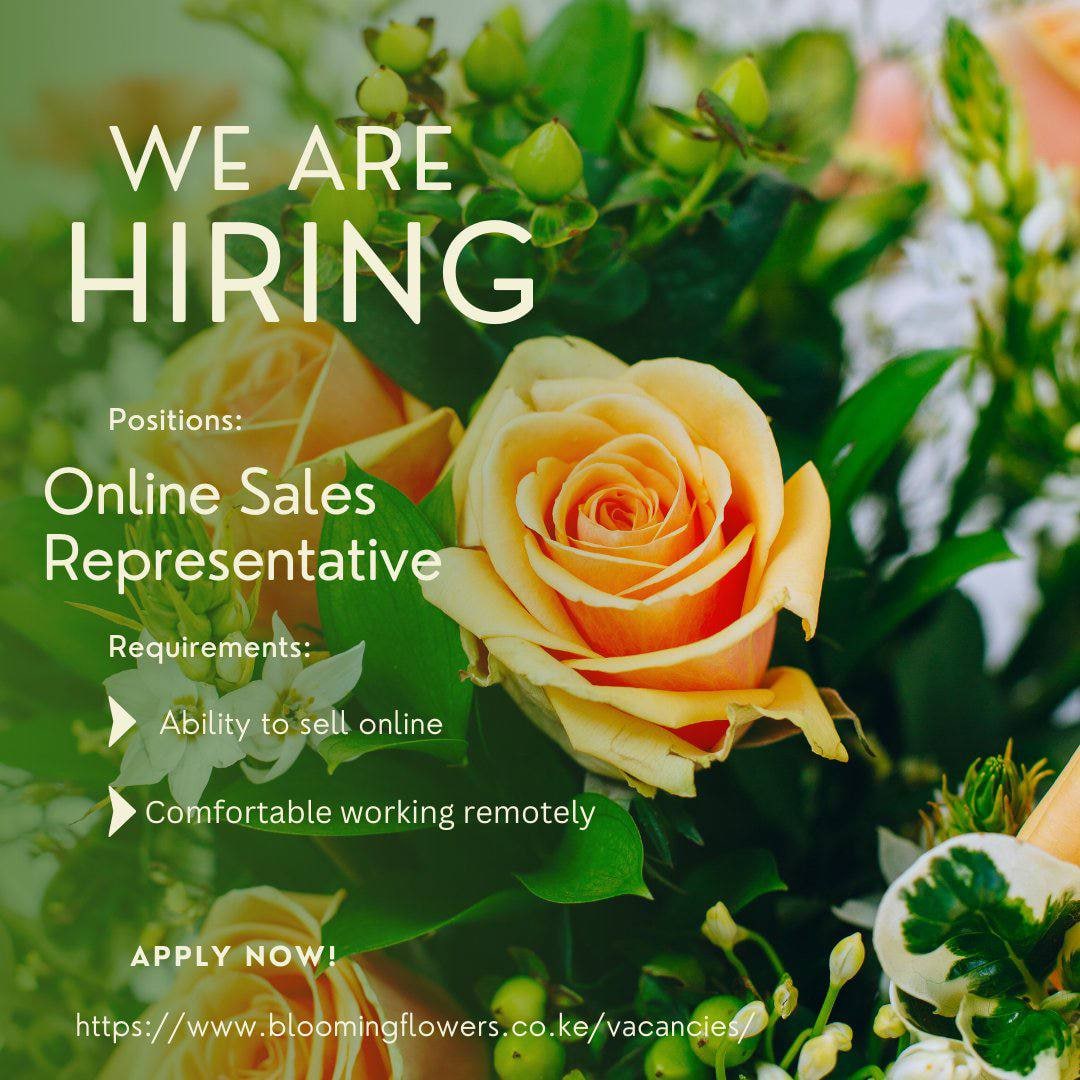 WE ARE
HIRING
Positions:
Online Sales
Representative
Requirements:
Ability to sell online
Comfortable working remotely
APPLY NOW!
https://www.bloomingflowers.co.ke/vacancies/